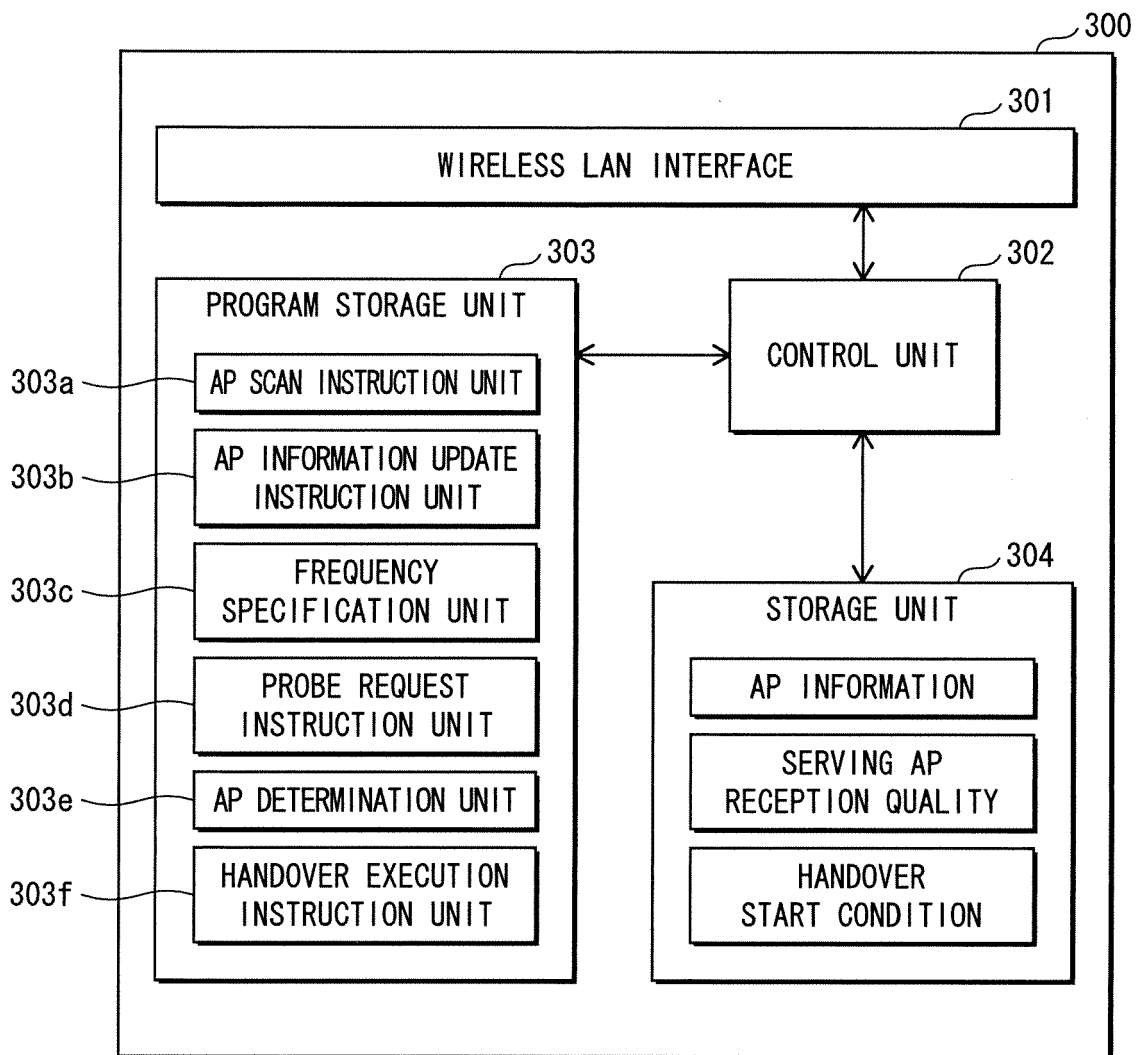 300
301
WIRELESS LAN INTERFACE
303
PROGRAM STORAGE UNIT
303a
AP SCAN INSTRUCTION UNIT
303b
AP INFORMATION UPDATE
INSTRUCTION UNIT
303c
FREQUENCY
SPECIFICATION UNIT
303d
PROBE REQUEST
INSTRUCTION UNIT
303e
AP DETERMINATION UNIT
303f
HANDOVER EXECUTION
INSTRUCTION UNIT
302
CONTROL UNIT
304
STORAGE UNIT
AP INFORMATION
SERVING AP
RECEPTION QUALITY
HANDOVER
START CONDITION